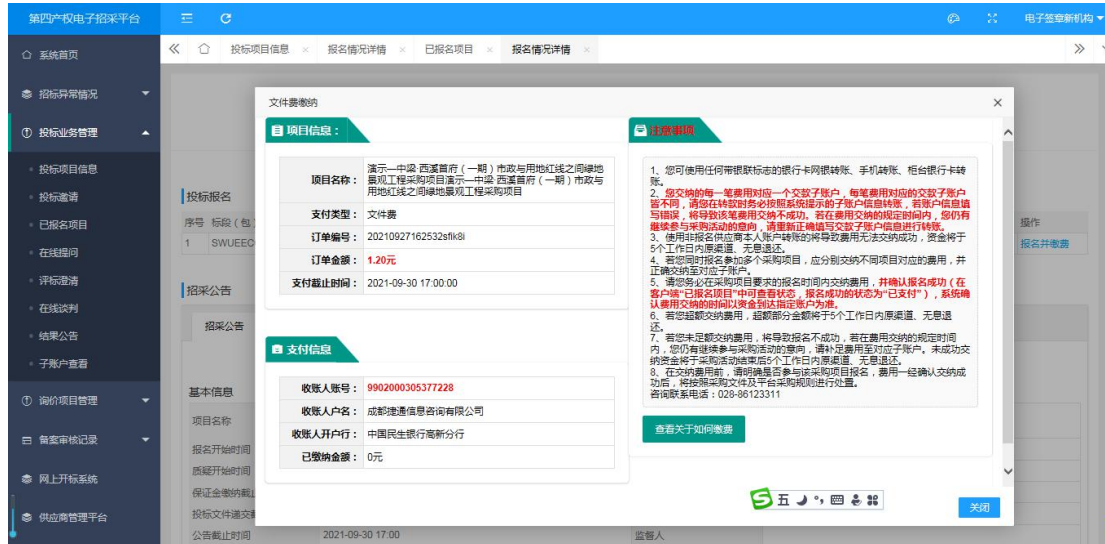 第四产权电子招采平台
电子签章新机构
系统首页
投标项目信息
报名情况详情
已报名项目
报名情况详情
招标异常情况
投标业务管理
投标项目信息
投标邀请
已报名项目
在线提问
评标澄清
在线谈判
结果公告
子账户查看
询价项目管理
备案审核记录
网上开标系统
供应商管理平台
投标报名
序号 标段（包
操作
1 SWUEEC
报名并缴费
招采公告
招采公告
基本信息
项目名称
报名开始时间
质疑开始时间
保证金缴纳截
投标文件递交截
公告截止时间
2021-09-30 17:00
监督人
文件费缴纳
项目信息：
项目名称：
演示—中梁·西溪首府（一期）市政与用地红线之间绿地
景观工程采购项目演示—中梁·西溪首府（一期）市政与
用地红线之间绿地景观工程采购项目
支付类型： 文件费
订单编号： 20210927162532sfik8i
订单金额： 1.20元
支付截止时间： 2021-09-30 17:00:00
支付信息
收账人账号： 9902000305377228
收账人户名： 成都捷通信息咨询有限公司
收账人开户行： 中国民生银行高新分行
已缴纳金额： 0元
注意事项
1、您可使用任何带银联标志的银行卡网银转账、手机转账、柜台银行卡转
账。
2、您交纳的每一笔费用对应一个交款子账户，每笔费用对应的交款子账户
皆不同，请您在转款时务必按照系统提示的子账户信息转账，若账户信息填
写错误，将导致该笔费用交纳不成功。若在费用交纳的规定时间内，您仍有
继续参与采购活动的意向，请重新正确填写交款子账户信息进行转账。
3、使用非报名供应商本人账户转账的将导致费用无法交纳成功，资金将于
5个工作日内原渠道、无息退还。
4、若您同时报名参加多个采购项目，应分别交纳不同项目对应的费用，并
正确交纳至对应子账户。
5、请您务必在采购项目要求的报名时间内交纳费用，并确认报名成功（在
客户端“已报名项目”中可查看状态，报名成功的状态为“已支付”），系统确
认费用交纳的时间以资金到达指定账户为准。
6、若您超额交纳费用，超额部分金额将于5个工作日内原渠道、无息退
还。
7、若您未足额交纳费用，将导致报名不成功，若在费用交纳的规定时间
内，您仍有继续参与采购活动的意向，请补足费用至对应子账户。未成功交
纳资金将于采购活动结束后5个工作日内原渠道、无息退还。
8、在交纳费用前，请明确是否参与该采购项目报名，费用一经确认交纳成
功后，将按照采购文件及平台采购规则进行处置。
咨询联系电话：028-86123311
查看关于如何缴费
五
关闭